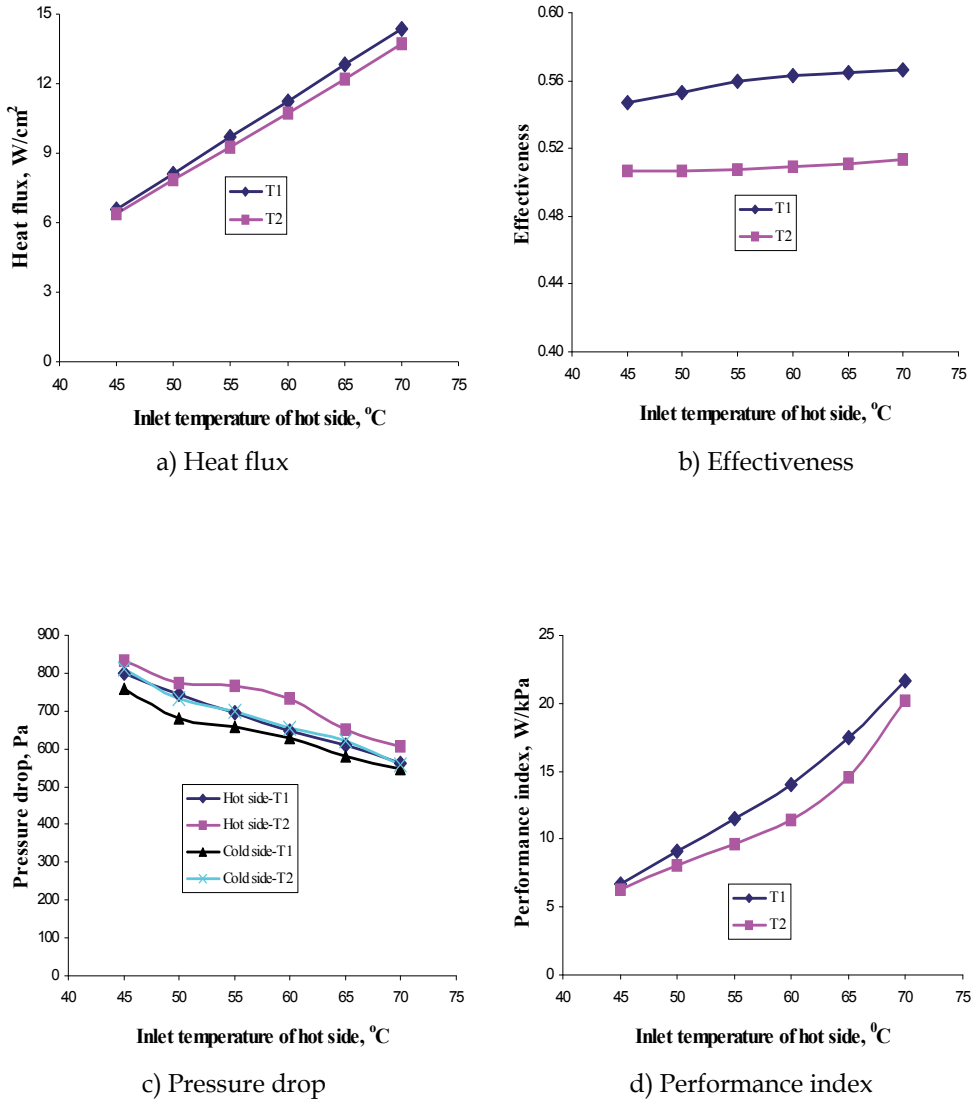 15
12
9
6
3
0
Heat flux, W/cm²
40 45 50 55 60 65 70 75
Inlet temperature of hot side, ᵒC
T1
T2
a) Heat flux
0.60
0.56
0.52
0.48
0.44
0.40
Effectiveness
40 45 50 55 60 65 70 75
Inlet temperature of hot side, ᵒC
T1
T2
b) Effectiveness
900
800
700
600
500
400
300
200
100
0
Pressure drop, Pa
40 45 50 55 60 65 70 75
Inlet temperature of hot side, ᵒC
Hot side-T1
Hot side-T2
Cold side-T1
Cold side-T2
c) Pressure drop
25
20
15
10
5
0
Performance index, W/kPa
40 45 50 55 60 65 70 75
Inlet temperature of hot side, ⁰C
T1
T2
d) Performance index